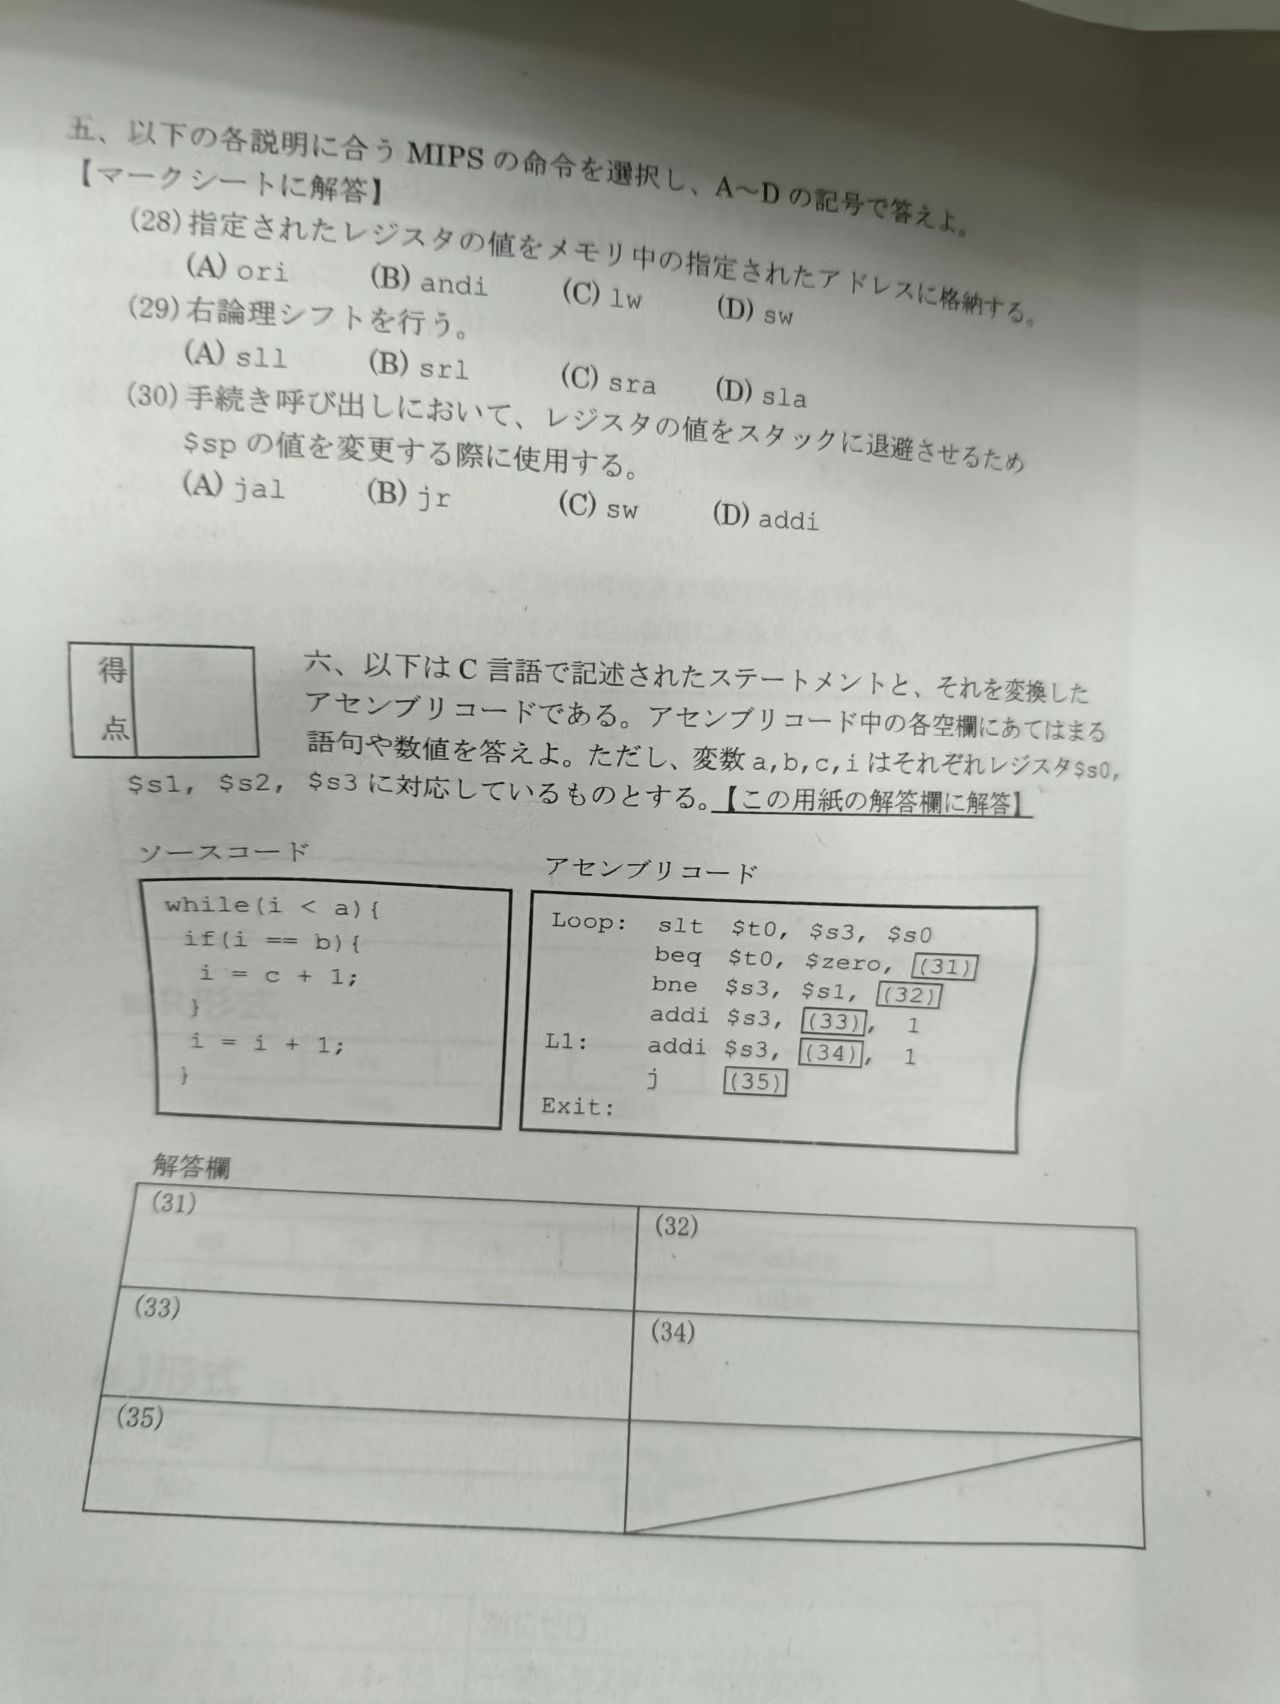 五、以下の各説明に合う MIPS の命令を選択し、A～D の記号で答えよ。
【マークシートに解答】
(28) 指定されたレジスタの値をメモリ中の指定されたアドレスに格納する。
(A) ori (B) andi (C) lw (D) sw
(29) 右論理シフトを行う。
(A) sll (B) srl (C) sra (D) sla
(30) 手続き呼び出しにおいて、レジスタの値をスタックに退避させるため
$sp の値を変更する際に使用する。
(A) jal (B) jr (C) sw (D) addi
得
点
六、以下は C 言語で記述されたステートメントと、それを変換した
アセンブリコードである。アセンブリコード中の各空欄にあてはまる
語句や数値を答えよ。ただし、変数 a,b,c,i はそれぞれレジスタ$s0,
$s1, $s2, $s3 に対応しているものとする。【この用紙の解答欄に解答】
ソースコード
while(i < a){
if(i == b){
i = c + 1;
}
i = i + 1;
}
アセンブリコード
Loop: slt $t0, $s3, $s0
beq $t0, $zero, (31)
bne $s3, $s1, (32)
addi $s3, (33), 1
L1: addi $s3, (34), 1
j (35)
Exit:
解答欄
(31) (32)
(33) (34)
(35)